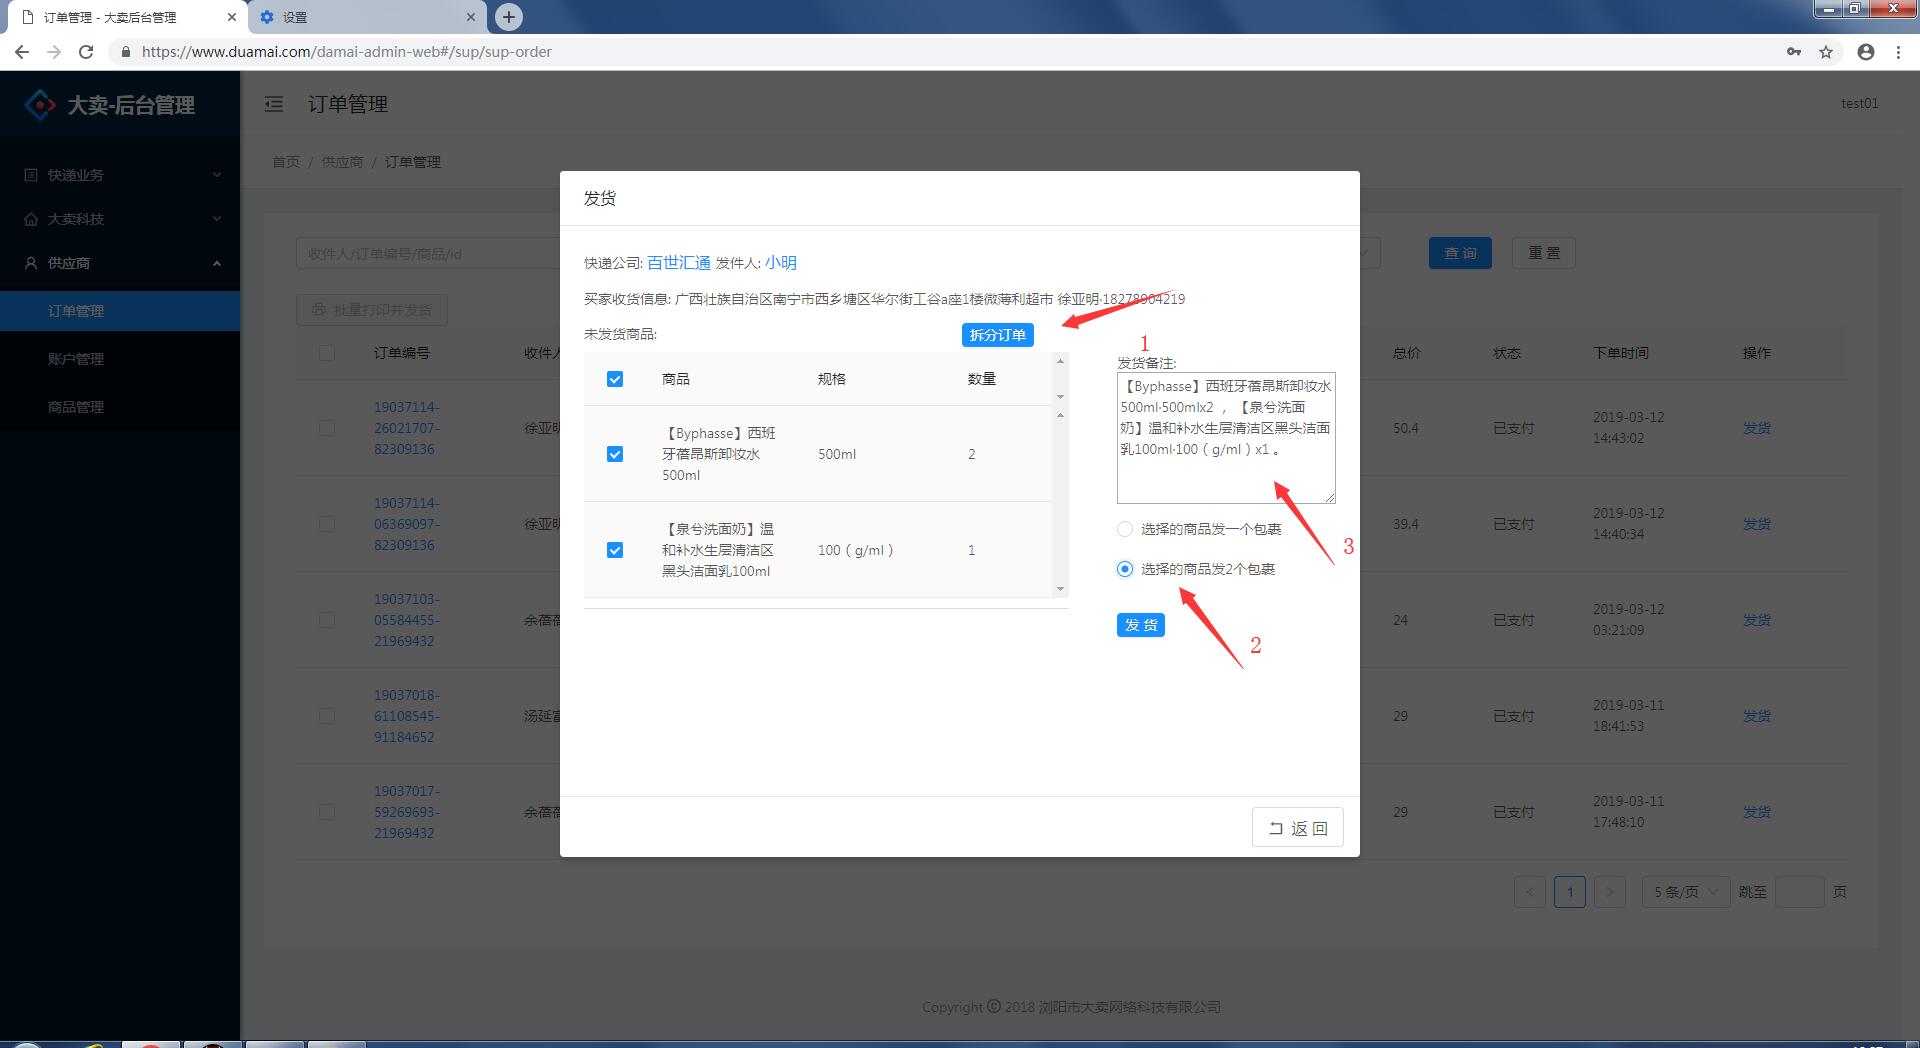 订单管理 - 大卖后台管理
设置
https://www.duamai.com/damai-admin-web#/sup/sup-order
大卖-后台管理
订单管理
test01
快递业务
大卖科技
供应商
订单管理
账户管理
商品管理
首页 / 供应商 / 订单管理
收件人/订单编号/商品/id
查 询
重 置
批量打印并发货
订单编号
收件人
总价
状态
下单时间
操作
19037114-
26021707-
82309136
徐亚明
50.4
已支付
2019-03-12
14:43:02
发货
19037114-
06369097-
82309136
徐亚明
39.4
已支付
2019-03-12
14:40:34
发货
19037103-
05584455-
21969432
余蓓蓓
24
已支付
2019-03-12
03:21:09
发货
19037018-
61108545-
91184652
汤延富
29
已支付
2019-03-11
18:41:53
发货
19037017-
59269693-
21969432
余蓓蓓
29
已支付
2019-03-11
17:48:10
发货
发货
快递公司: 百世汇通 发件人: 小明
买家收货信息: 广西壮族自治区南宁市西乡塘区华尔街工谷a座1楼微薄利超市 徐亚明·18278904219
未发货商品:
拆分订单
1
商品
规格
数量
【Byphasse】西班
牙蓓昂斯卸妆水
500ml
500ml
2
【泉兮洗面奶】温
和补水生层清洁区
黑头洁面乳100ml
100（g/ml）
1
发货备注:
【Byphasse】西班牙蓓昂斯卸妆水
500ml·500mlx2 ，【泉兮洗面
奶】温和补水生层清洁区黑头洁面
乳100ml·100（g/ml）x1 。
选择的商品发一个包裹
3
选择的商品发2个包裹
发 货
2
返 回
1
5 条/页
跳至
页
Copyright © 2018 浏阳市大卖网络科技有限公司